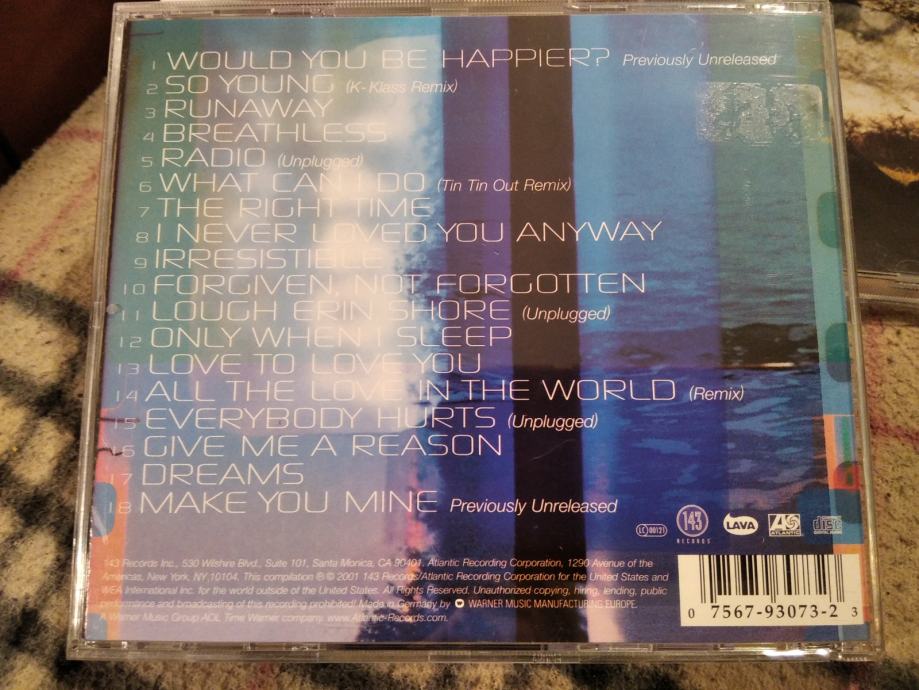 1 WOULD YOU BE HAPPIER? Previously Unreleased
2 SO YOUNG (K-Klass Remix)
3 RUNAWAY
4 BREATHLESS
5 RADIO (Unplugged)
6 WHAT CAN I DO (Tin Tin Out Remix)
7 THE RIGHT TIME
8 I NEVER LOVED YOU ANYWAY
9 IRRESISTIBLE
10 FORGIVEN, NOT FORGOTTEN
11 LOUGH ERIN SHORE (Unplugged)
12 ONLY WHEN I SLEEP
13 LOVE TO LOVE YOU
14 ALL THE LOVE IN THE WORLD (Remix)
15 EVERYBODY HURTS (Unplugged)
16 GIVE ME A REASON
17 DREAMS
18 MAKE YOU MINE Previously Unreleased
LC 00121 143 RECORDS LAVA ATLANTIC disc DIGITAL AUDIO
143 Records Inc., 530 Wilshire Blvd., Suite 101, Santa Monica, CA 90401. Atlantic Recording Corporation, 1290 Avenue of the
Americas, New York, NY 10104. This compilation ℗ © 2001 143 Records/Atlantic Recording Corporation for the United States and
WEA International Inc. for the world outside of the United States. All Rights Reserved. Unauthorized copying, hiring, lending, public
performance and broadcasting of this recording prohibited. Made in Germany by WARNER MUSIC MANUFACTURING EUROPE.
A Warner Music Group AOL Time Warner company. www.Atlantic-Records.com.
0 7567-93073-2 3